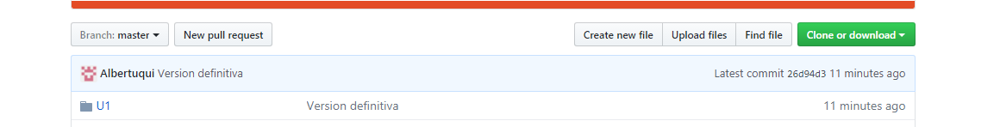 Branch: master New pull request Create new file Upload files Find file Clone or download
Albertuqui Version definitiva Latest commit 26d94d3 11 minutes ago
U1 Version definitiva 11 minutes ago